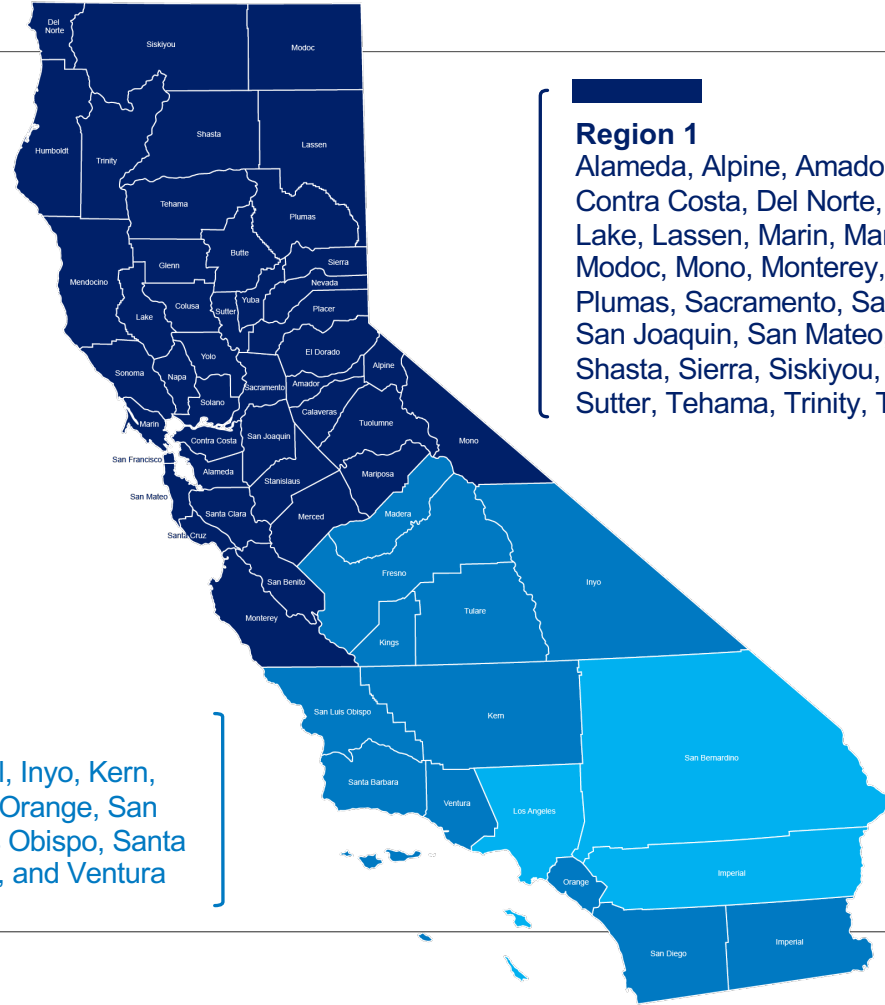 Del
Norte
Siskiyou
Modoc
Humboldt
Trinity
Shasta
Lassen
Tehama
Plumas
Mendocino
Glenn
Butte
Sierra
Nevada
Lake
Colusa
Sutter
Yuba
Placer
Sonoma
Napa
Yolo
El Dorado
Alpine
Sacramento
Amador
Solano
Calaveras
Marin
Tuolumne
Contra Costa
San Joaquin
Mono
San Francisco
Alameda
Stanislaus
Mariposa
San Mateo
Santa Clara
Merced
Madera
Santa Cruz
San Benito
Fresno
Inyo
Monterey
Tulare
Kings
San Luis Obispo
Kern
San Bernardino
Santa Barbara
Ventura
Los Angeles
Orange
Imperial
San Diego
Imperial
Region 1
Alameda, Alpine, Amado
Contra Costa, Del Norte,
Lake, Lassen, Marin, Mar
Modoc, Mono, Monterey,
Plumas, Sacramento, Sa
San Joaquin, San Mateo
Shasta, Sierra, Siskiyou,
Sutter, Tehama, Trinity, T
l, Inyo, Kern,
Orange, San
Obispo, Santa
, and Ventura